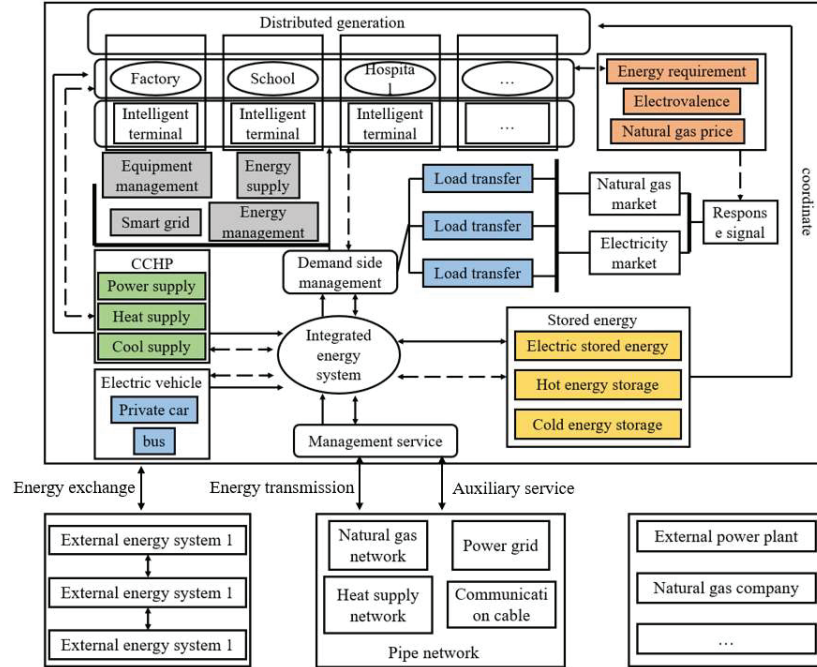 Distributed generation
Factory
School
Hospita
l
…
Intelligent
terminal
Intelligent
terminal
Intelligent
terminal
…
Energy requirement
Electrovalence
Natural gas price
Equipment
management
Energy
supply
Smart grid
Energy
management
Load transfer
Load transfer
Load transfer
Natural gas
market
Electricity
market
Respons
e signal
coordinate
CCHP
Power supply
Heat supply
Cool supply
Demand side
management
Integrated
energy
system
Stored energy
Electric stored energy
Hot energy storage
Cold energy storage
Electric vehicle
Private car
bus
Management service
Energy exchange
Energy transmission
Auxiliary service
External energy system 1
External energy system 1
External energy system 1
Natural gas
network
Power grid
Heat supply
network
Communicati
on cable
Pipe network
External power plant
Natural gas company
…